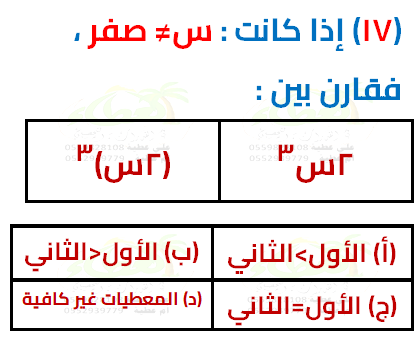 (١٧) إذا كانت : س≠ صفر ،
فقارن بين :
٢س٣ (٢س)٣
(أ) الأول>الثاني (ب) الأول<الثاني
(ج) الأول=الثاني (د) المعطيات غير كافية